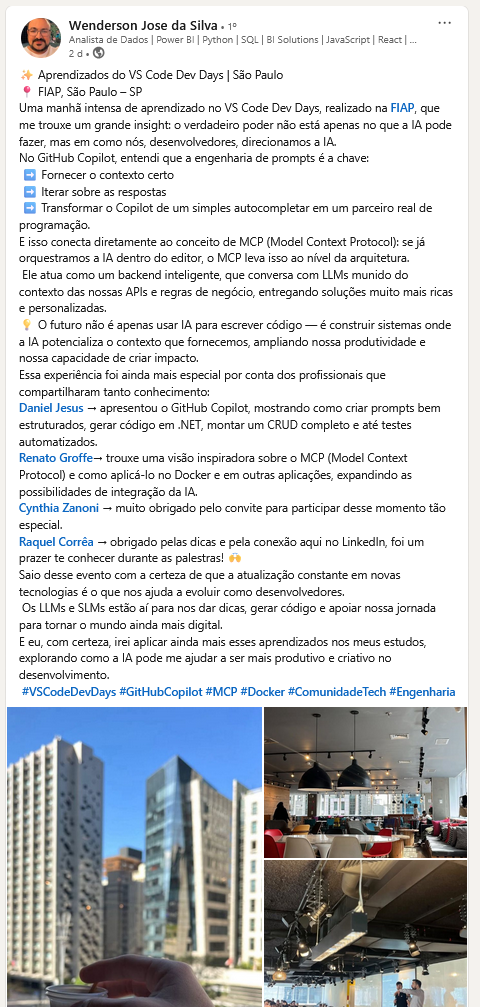 Wenderson Jose da Silva • 1º
Analista de Dados | Power BI | Python | SQL | BI Solutions | JavaScript | React | ...
2 d •
✨ Aprendizados do VS Code Dev Days | São Paulo
📍 FIAP, São Paulo – SP
Uma manhã intensa de aprendizado no VS Code Dev Days, realizado na FIAP, que
me trouxe um grande insight: o verdadeiro poder não está apenas no que a IA pode
fazer, mas em como nós, desenvolvedores, direcionamos a IA.
No GitHub Copilot, entendi que a engenharia de prompts é a chave:
➡️ Fornecer o contexto certo
➡️ Iterar sobre as respostas
➡️ Transformar o Copilot de um simples autocompletar em um parceiro real de
programação.
E isso conecta diretamente ao conceito de MCP (Model Context Protocol): se já
orquestramos a IA dentro do editor, o MCP leva isso ao nível da arquitetura.
Ele atua como um backend inteligente, que conversa com LLMs munido do
contexto das nossas APIs e regras de negócio, entregando soluções muito mais ricas
e personalizadas.
💡 O futuro não é apenas usar IA para escrever código — é construir sistemas onde
a IA potencializa o contexto que fornecemos, ampliando nossa produtividade e
nossa capacidade de criar impacto.
Essa experiência foi ainda mais especial por conta dos profissionais que
compartilharam tanto conhecimento:
Daniel Jesus → apresentou o GitHub Copilot, mostrando como criar prompts bem
estruturados, gerar código em .NET, montar um CRUD completo e até testes
automatizados.
Renato Groffe→ trouxe uma visão inspiradora sobre o MCP (Model Context
Protocol) e como aplicá-lo no Docker e em outras aplicações, expandindo as
possibilidades de integração da IA.
Cynthia Zanoni → muito obrigado pelo convite para participar desse momento tão
especial.
Raquel Corrêa → obrigado pelas dicas e pela conexão aqui no LinkedIn, foi um
prazer te conhecer durante as palestras! 🙌
Saio desse evento com a certeza de que a atualização constante em novas
tecnologias é o que nos ajuda a evoluir como desenvolvedores.
Os LLMs e SLMs estão aí para nos dar dicas, gerar código e apoiar nossa jornada
para tornar o mundo ainda mais digital.
E eu, com certeza, irei aplicar ainda mais esses aprendizados nos meus estudos,
explorando como a IA pode me ajudar a ser mais produtivo e criativo no
desenvolvimento.
#VSCodeDevDays #GitHubCopilot #MCP #Docker #ComunidadeTech #Engenharia